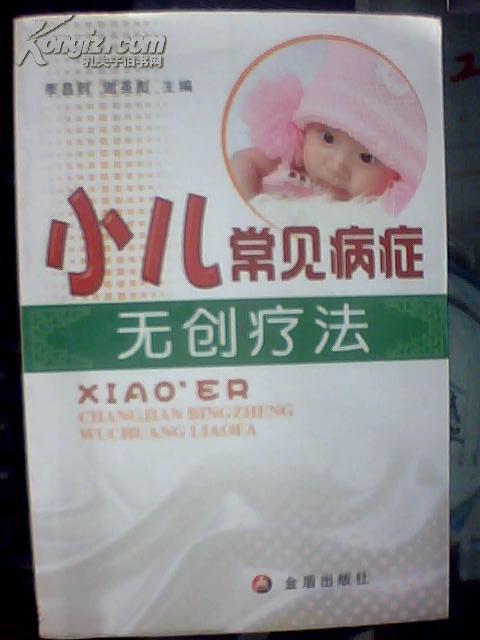 Kongfz.com
孔夫子旧书网
主编
小儿常见病症
无创疗法
XIAO'ER
CHANGJIAN BINGZHENG
WUCHUANG LIAOFA
金盾出版社
2